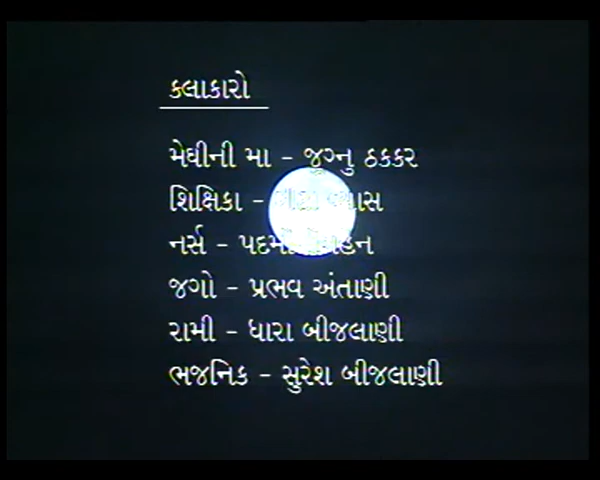 કલાકારો
મેઘીની મા - જુગ્નુ ઠકકર
શિક્ષિકા -
નર્સ -
જગો - પ્રભવ અંતાણી
રામી - ધારા બીજલાણી
ભજનિક - સુરેશ બીજલાણી